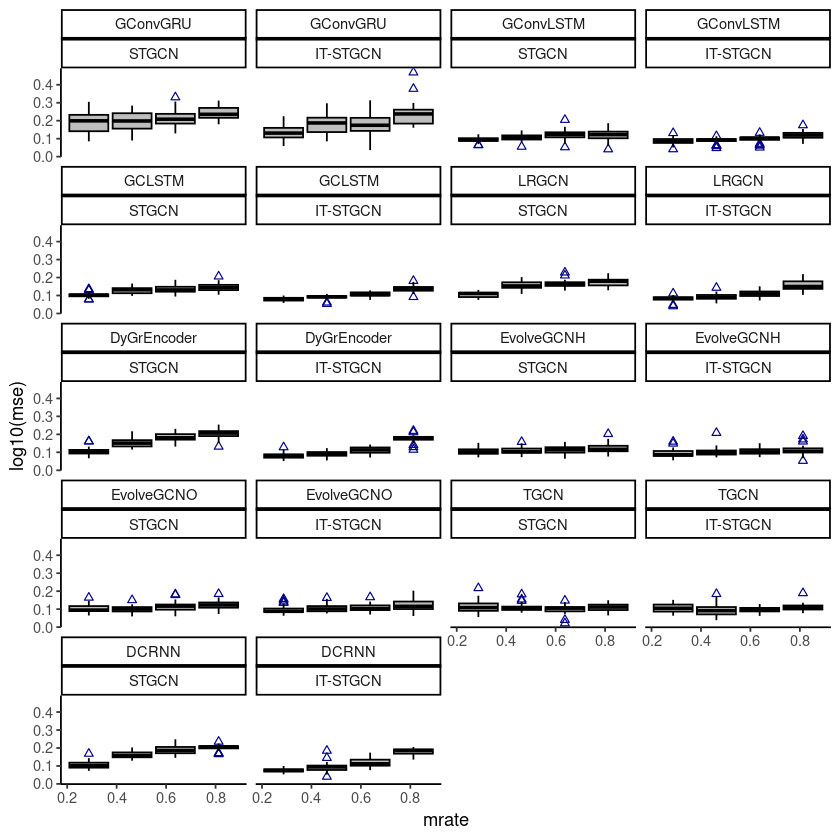 GConvGRU GConvGRU GConvLSTM GConvLSTM
STGCN IT-STGCN STGCN IT-STGCN
0.4
0.3
0.2
0.1
0.0
GCLSTM GCLSTM LRGCN LRGCN
STGCN IT-STGCN STGCN IT-STGCN
0.4
0.3
0.2
0.1
0.0
DyGrEncoder DyGrEncoder EvolveGCNH EvolveGCNH
STGCN IT-STGCN STGCN IT-STGCN
0.4
0.3
0.2
0.1
0.0
log10(mse)
EvolveGCNO EvolveGCNO TGCN TGCN
STGCN IT-STGCN STGCN IT-STGCN
0.4
0.3
0.2
0.1
0.0
0.2 0.4 0.6 0.8 0.2 0.4 0.6 0.8
DCRNN DCRNN
STGCN IT-STGCN
0.4
0.3
0.2
0.1
0.0
0.2 0.4 0.6 0.8 0.2 0.4 0.6 0.8
mrate